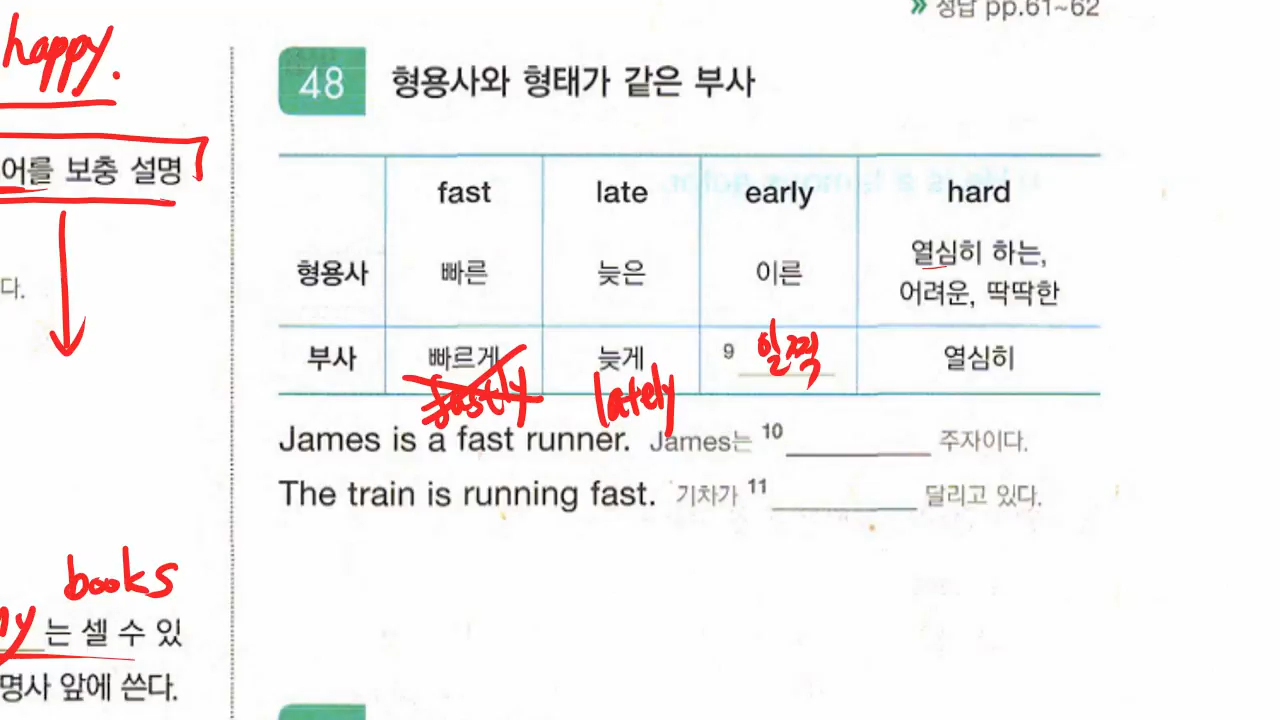 happy.
어를 보충 설명
다.
books
ny는 셀 수 있
명사 앞에 쓴다.
» 정답 pp.61~62
48 형용사와 형태가 같은 부사
fast late early hard
형용사 빠른 늦은 이른 열심히 하는,
어려운, 딱딱한
부사 빠르게 늦게 9 일찍 열심히
fastly lately
James is a fast runner. James는 10 주자이다.
The train is running fast. 기차가 11 달리고 있다.